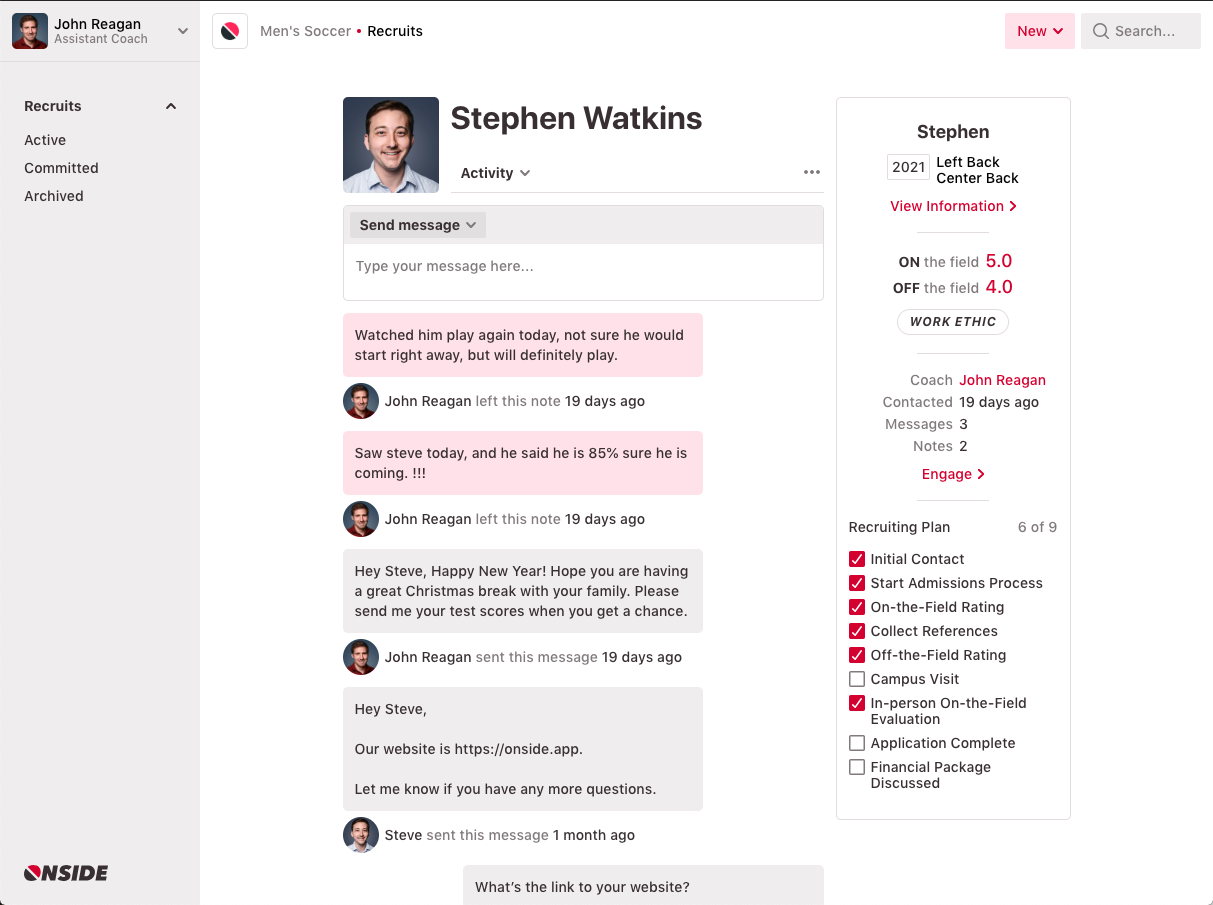 John Reagan
Assistant Coach
Men's Soccer • Recruits
New
Search...
Recruits
Active
Committed
Archived
Stephen Watkins
Activity
Send message
Type your message here...
Watched him play again today, not sure he would
start right away, but will definitely play.
John Reagan left this note 19 days ago
Saw steve today, and he said he is 85% sure he is
coming. !!!
John Reagan left this note 19 days ago
Hey Steve, Happy New Year! Hope you are having
a great Christmas break with your family. Please
send me your test scores when you get a chance.
John Reagan sent this message 19 days ago
Hey Steve,
Our website is https://onside.app.
Let me know if you have any more questions.
Steve sent this message 1 month ago
What's the link to your website?
Stephen
2021
Left Back
Center Back
View Information
ON the field 5.0
OFF the field 4.0
WORK ETHIC
Coach John Reagan
Contacted 19 days ago
Messages 3
Notes 2
Engage
Recruiting Plan 6 of 9
Initial Contact
Start Admissions Process
On-the-Field Rating
Collect References
Off-the-Field Rating
Campus Visit
In-person On-the-Field
Evaluation
Application Complete
Financial Package
Discussed
ONSIDE